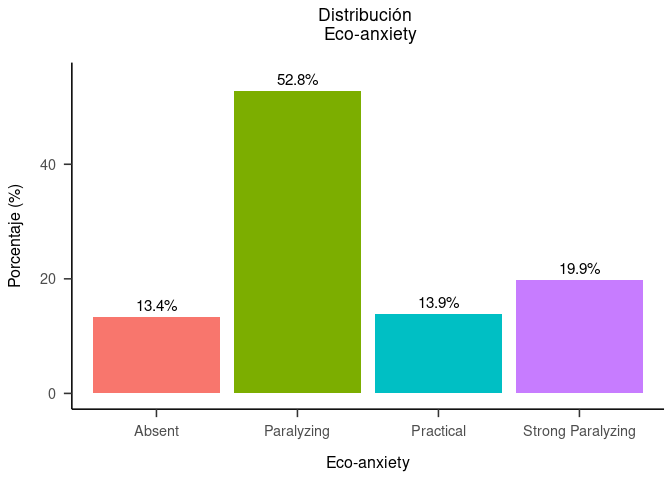 Distribución
Eco-anxiety
52.8%
19.9%
13.9%
13.4%
Porcentaje (%)
40
20
0
Absent
Paralyzing
Practical
Strong Paralyzing
Eco-anxiety